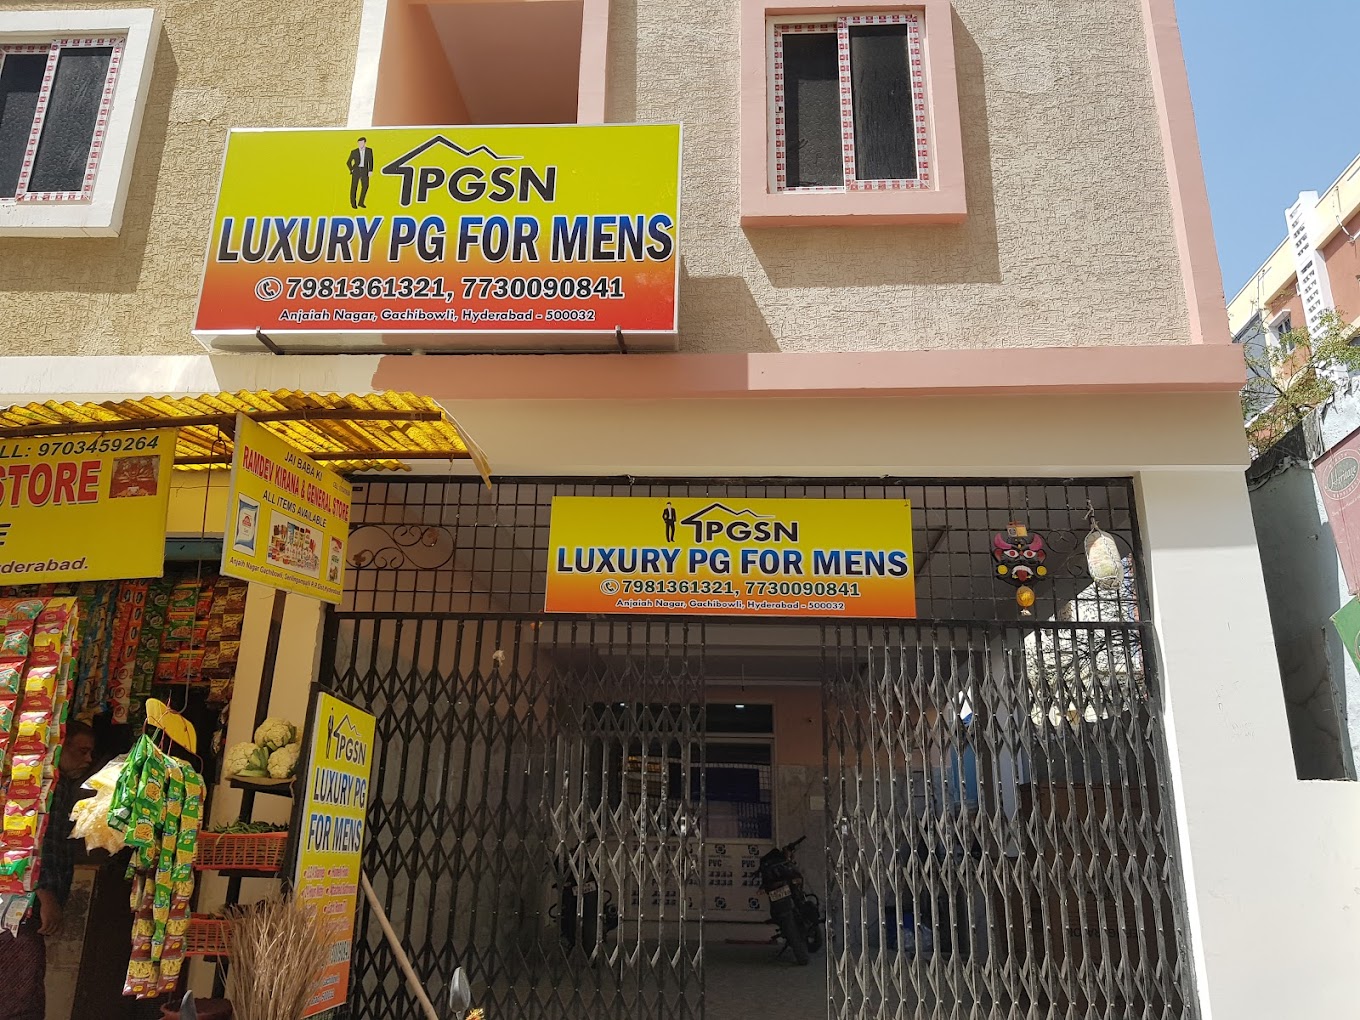 PGSN
LUXURY PG FOR MENS
7981361321, 7730090841
Anjaiah Nagar, Gachibowli, Hyderabad - 500032
LL: 9703459264
STORE
E
derabad.
JAI BABA KI
RAMDEV KIRANA & GENERAL STORE
ALL ITEMS AVAILABLE
PGSN
LUXURY PG FOR MENS
7981361321, 7730090841
Anjaiah Nagar, Gachibowli, Hyderabad - 500032
PGSN
LUXURY PG
FOR MENS
PVC
PVC